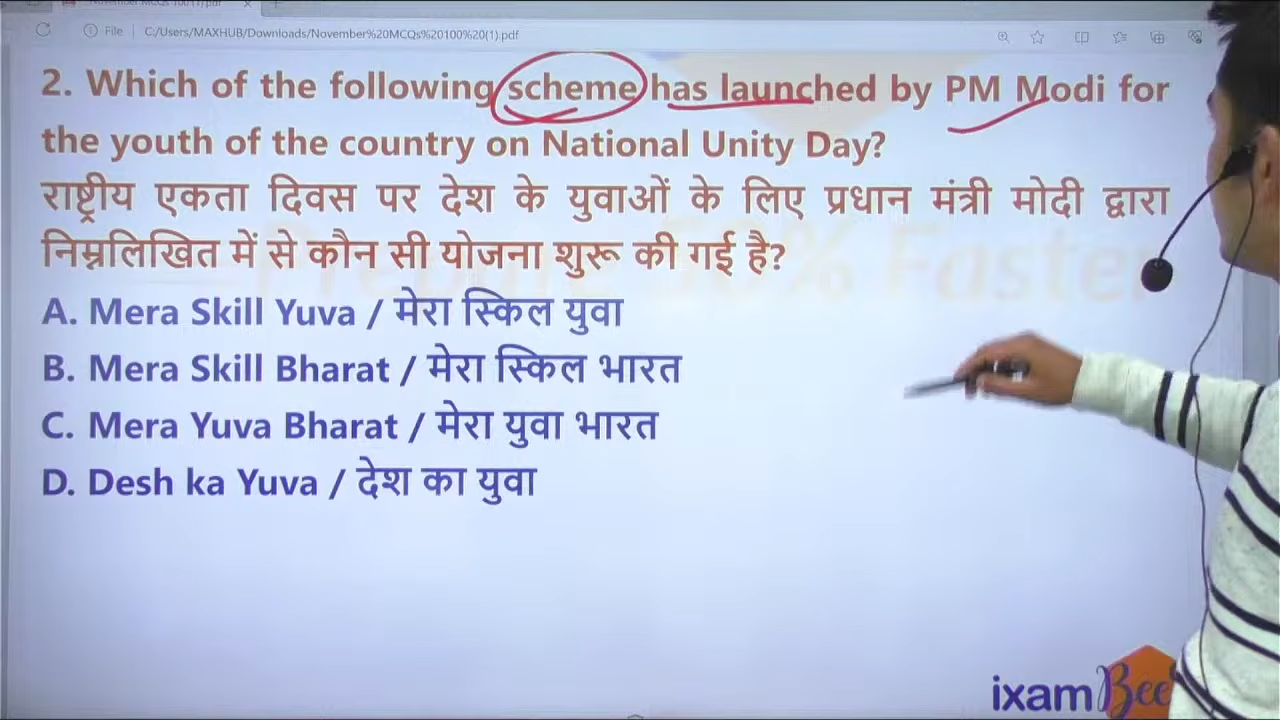 File C:/Users/MAXHUB/Downloads/November%20MCQs%20100%20(1).pdf
2. Which of the following scheme has launched by PM Modi for
the youth of the country on National Unity Day?
राष्ट्रीय एकता दिवस पर देश के युवाओं के लिए प्रधान मंत्री मोदी द्वारा
निम्नलिखित में से कौन सी योजना शुरू की गई है?
A. Mera Skill Yuva / मेरा स्किल युवा
B. Mera Skill Bharat / मेरा स्किल भारत
C. Mera Yuva Bharat / मेरा युवा भारत
D. Desh ka Yuva / देश का युवा
ixamBee